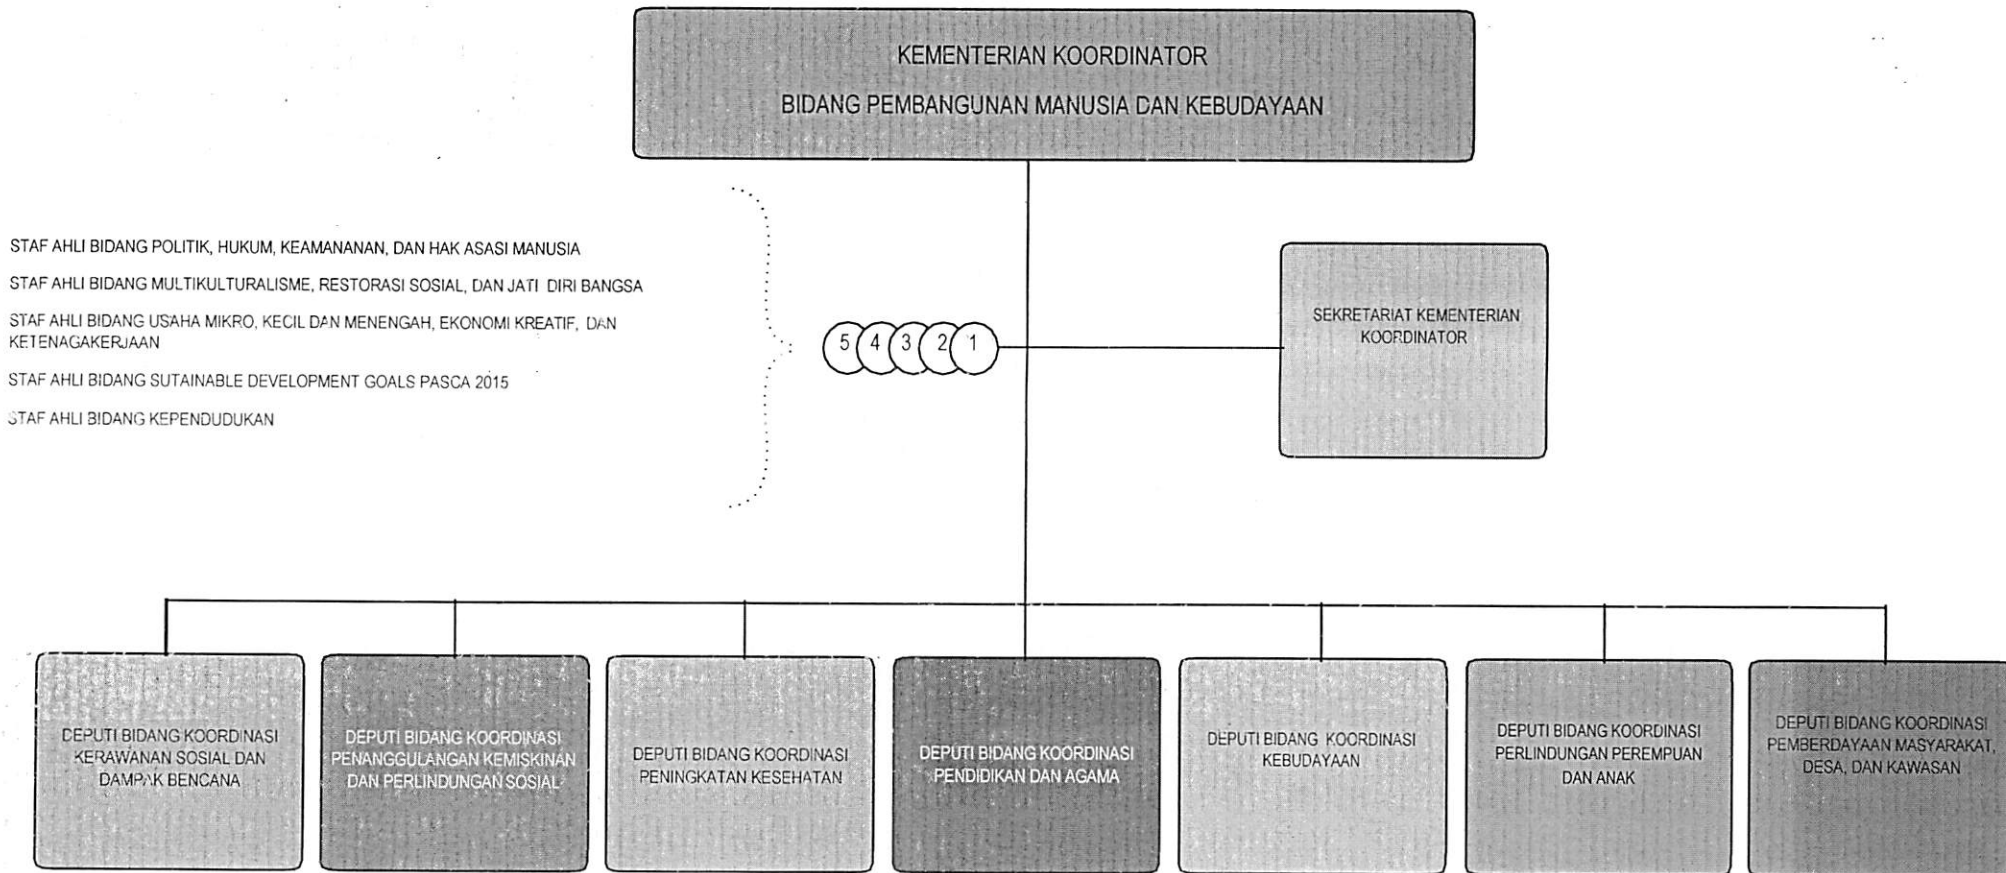 KEMENTERIAN KOORDINATOR
BIDANG PEMBANGUNAN MANUSIA DAN KEBUDAYAAN
STAF AHLI BIDANG POLITIK, HUKUM, KEAMANANAN, DAN HAK ASASI MANUSIA
STAF AHLI BIDANG MULTIKULTURALISME, RESTORASI SOSIAL, DAN JATI DIRI BANGSA
STAF AHLI BIDANG USAHA MIKRO, KECIL DAN MENENGAH, EKONOMI KREATIF, DAN
KETENAGAKERJAAN
STAF AHLI BIDANG SUTAINABLE DEVELOPMENT GOALS PASCA 2015
STAF AHLI BIDANG KEPENDUDUKAN
5 4 3 2 1
SEKRETARIAT KEMENTERIAN
KOORDINATOR
DEPUTI BIDANG KOORDINASI
KERAWANAN SOSIAL DAN
DAMPAK BENCANA
DEPUTI BIDANG KOORDINASI
PENANGGULANGAN KEMISKINAN
DAN PERLINDUNGAN SOSIAL
DEPUTI BIDANG KOORDINASI
PENINGKATAN KESEHATAN
DEPUTI BIDANG KOORDINASI
PENDIDIKAN DAN AGAMA
DEPUTI BIDANG KOORDINASI
KEBUDAYAAN
DEPUTI BIDANG KOORDINASI
PERLINDUNGAN PEREMPUAN
DAN ANAK
DEPUTI BIDANG KOORDINASI
PEMBERDAYAAN MASYARAKAT,
DESA, DAN KAWASAN